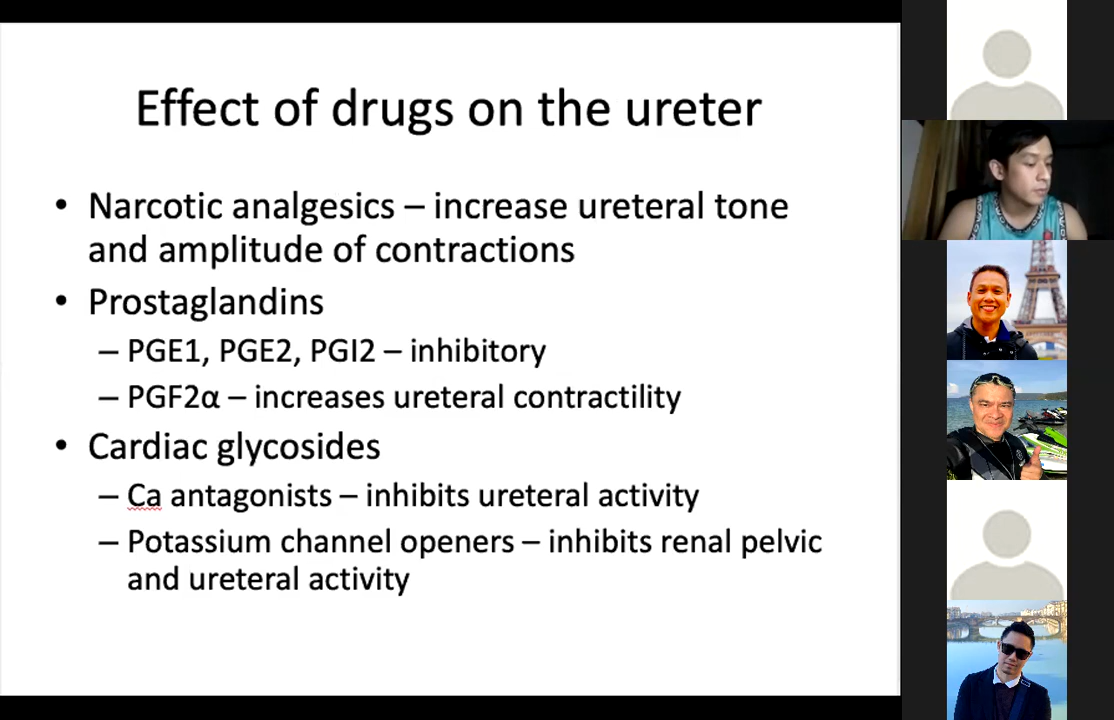 Effect of drugs on the ureter
• Narcotic analgesics – increase ureteral tone
and amplitude of contractions
• Prostaglandins
– PGE1, PGE2, PGI2 – inhibitory
– PGF2α – increases ureteral contractility
• Cardiac glycosides
– Ca antagonists – inhibits ureteral activity
– Potassium channel openers – inhibits renal pelvic
and ureteral activity